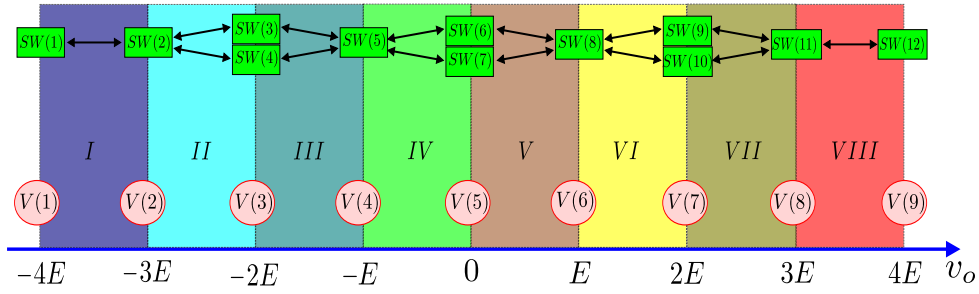 SW(3) SW(6) SW(9)
SW(1) SW(2) SW(5) SW(8) SW(11) SW(12)
SW(4) SW(7) SW(10)
I II III IV V VI VII VIII
V(1) V(2) V(3) V(4) V(5) V(6) V(7) V(8) V(9)
−4E −3E −2E −E 0 E 2E 3E 4E v_o